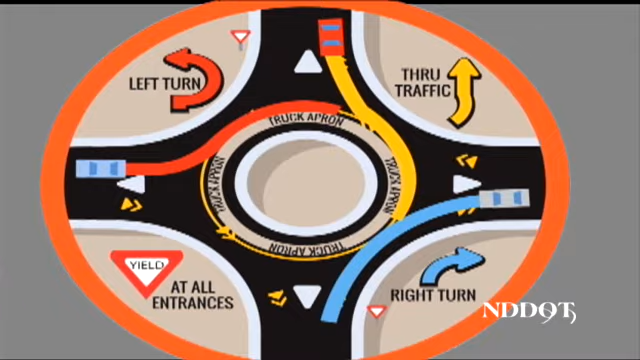 LEFT TURN
THRU
TRAFFIC
TRUCK APRON
TRUCK APRON
TRUCK APRON
TRUCK APRON
YIELD
AT ALL
ENTRANCES
RIGHT TURN
NDDOT